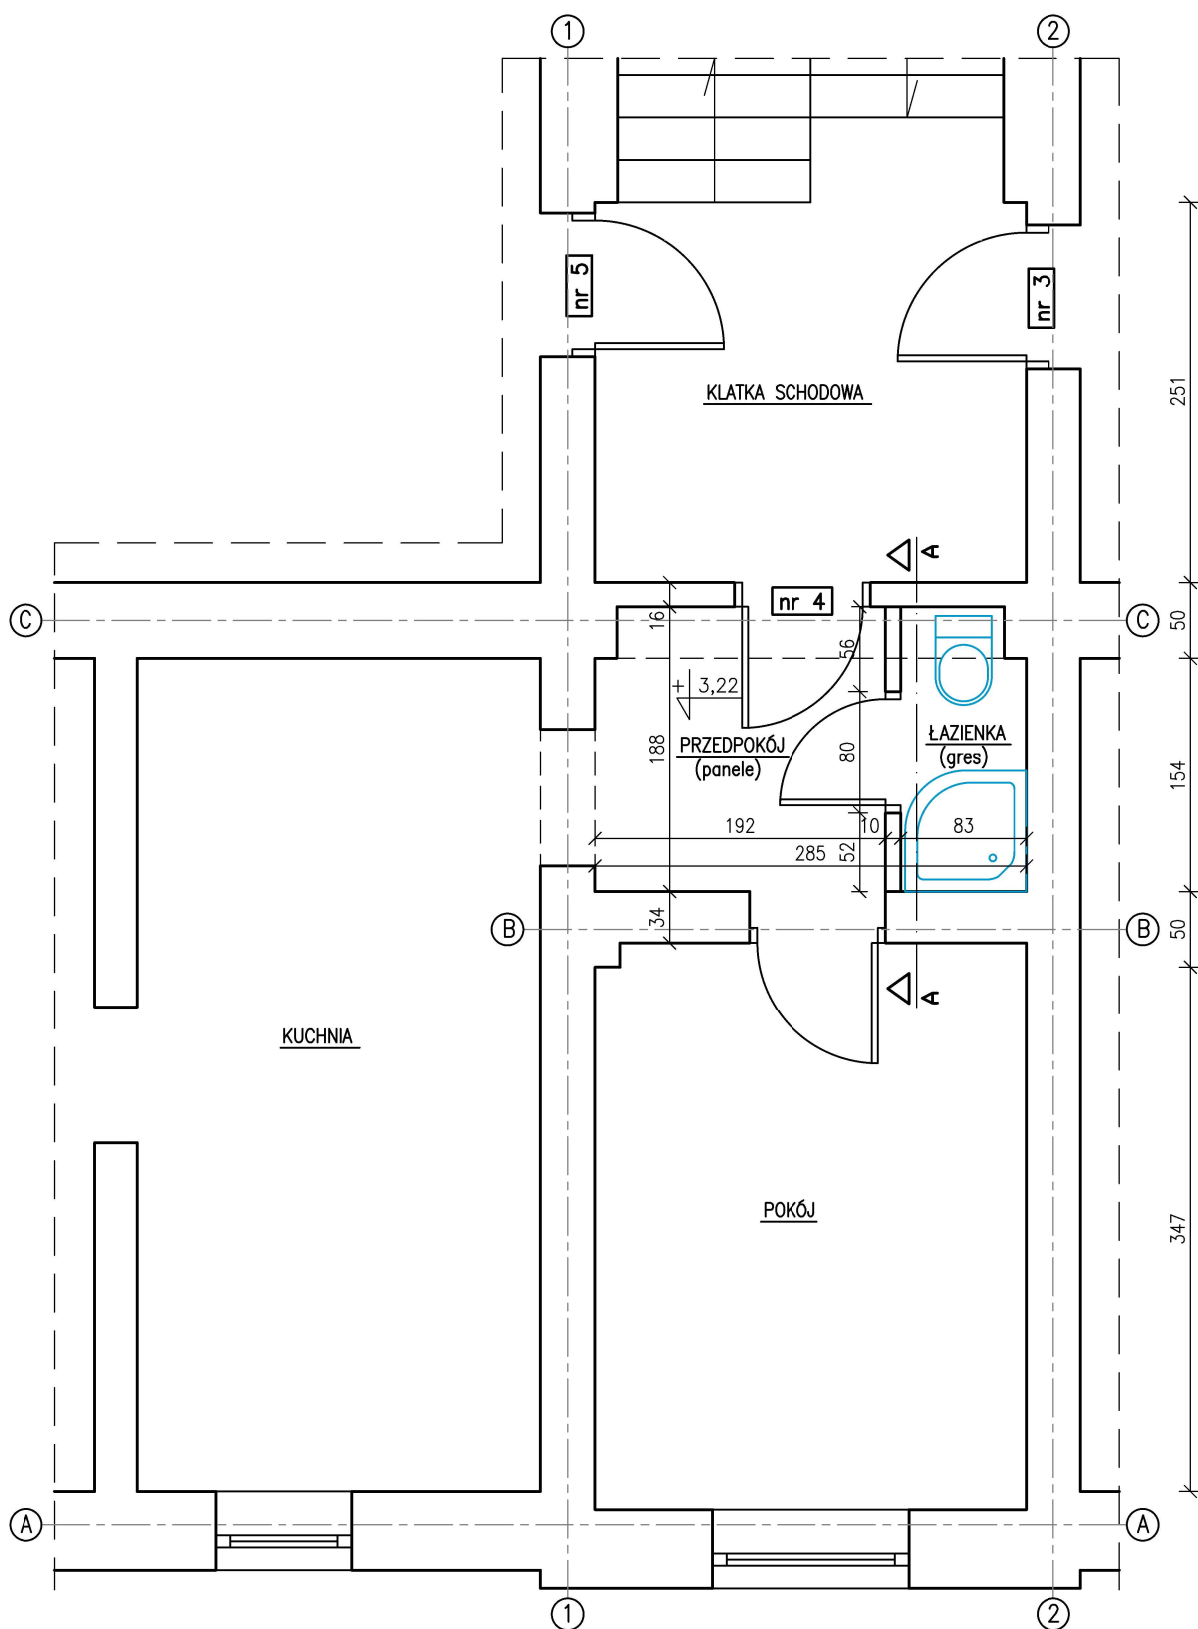 1
2
nr 5
nr 3
KLATKA SCHODOWA
251
A
C
nr 4
C
16
56
50
+ 3,22
ŁAZIENKA
(gres)
PRZEDPOKÓJ
(panele)
188
80
154
192
10
83
285
52
34
B
B
50
A
KUCHNIA
POKÓJ
347
A
A
1
2